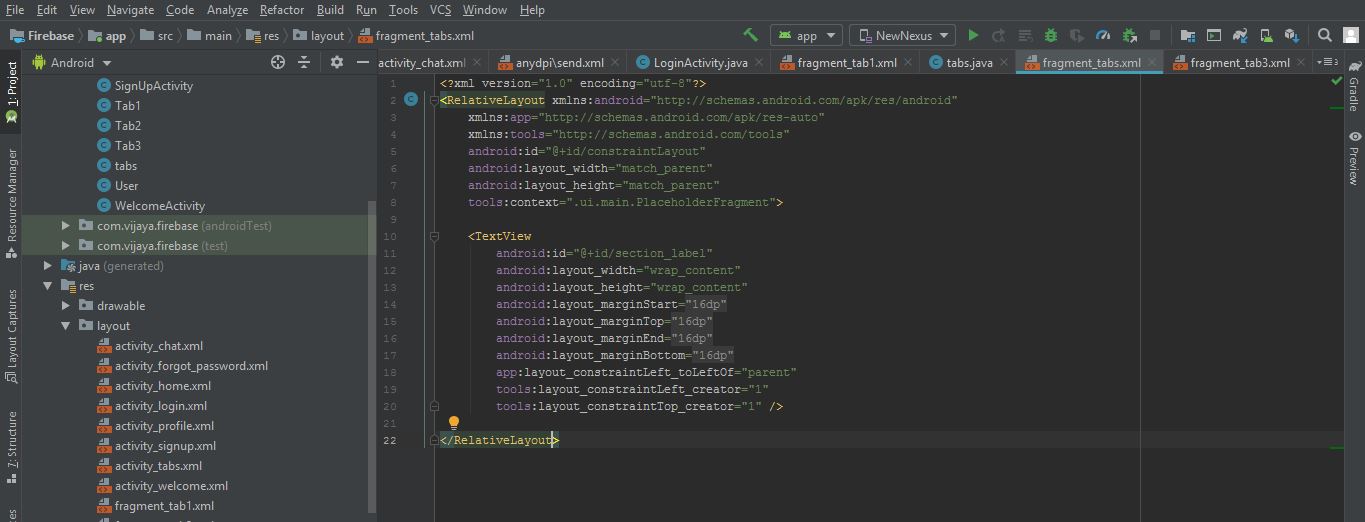 File Edit View Navigate Code Analyze Refactor Build Run Tools VCS Window Help
Firebase app src main res layout fragment_tabs.xml app NewNexus
Android activity_chat.xml anydpi\send.xml LoginActivity.java fragment_tab1.xml tabs.java fragment_tabs.xml fragment_tab3.xml 3
1: Project
Resource Manager
Layout Captures
7: Structure
SignUpActivity
Tab1
Tab2
Tab3
tabs
User
WelcomeActivity
com.vijaya.firebase (androidTest)
com.vijaya.firebase (test)
java (generated)
res
drawable
layout
activity_chat.xml
activity_forgot_password.xml
activity_home.xml
activity_login.xml
activity_profile.xml
activity_signup.xml
activity_tabs.xml
activity_welcome.xml
fragment_tab1.xml
1 <?xml version="1.0" encoding="utf-8"?>
2 <RelativeLayout xmlns:android="http://schemas.android.com/apk/res/android"
3 xmlns:app="http://schemas.android.com/apk/res-auto"
4 xmlns:tools="http://schemas.android.com/tools"
5 android:id="@+id/constraintLayout"
6 android:layout_width="match_parent"
7 android:layout_height="match_parent"
8 tools:context=".ui.main.PlaceholderFragment">
9
10 <TextView
11 android:id="@+id/section_label"
12 android:layout_width="wrap_content"
13 android:layout_height="wrap_content"
14 android:layout_marginStart="16dp"
15 android:layout_marginTop="16dp"
16 android:layout_marginEnd="16dp"
17 android:layout_marginBottom="16dp"
18 app:layout_constraintLeft_toLeftOf="parent"
19 tools:layout_constraintLeft_creator="1"
20 tools:layout_constraintTop_creator="1" />
21
22 </RelativeLayout>
Gradle
Preview